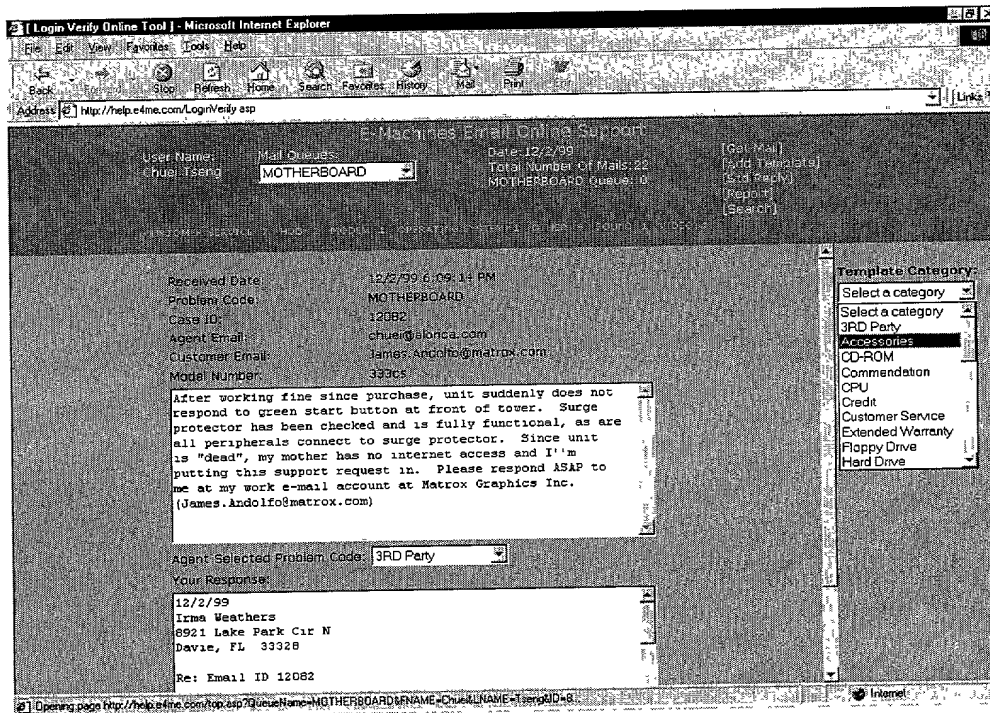 [ Login Verify Online Tool ] - Microsoft Internet Explorer
File Edit View Favorites Tools Help
Back Forward Stop Refresh Home Search Favorites History Mail Print
Address http://help.e4me.com/LoginVerify.asp Links
E-Machines Email Online Support
User Name: Mail Queues: Date: 12/2/99 [Get Mail]
Chuei Tseng MOTHERBOARD Total Number Of Mails: 22 [Add Template]
MOTHERBOARD Queue: 0 [Std Reply]
[Report]
[Search]
Received Date: 12/2/99 6:09:14 PM
Problem Code: MOTHERBOARD
Case ID: 12082
Agent Email: chuei@alorica.com
Customer Email: James.Andolfo@matrox.com
Model Number: 333cs
After working fine since purchase, unit suddenly does not
respond to green start button at front of tower. Surge
protector has been checked and is fully functional, as are
all peripherals connect to surge protector. Since unit
is "dead", my mother has no internet access and I''m
putting this support request in. Please respond ASAP to
me at my work e-mail account at Matrox Graphics Inc.
(James.Andolfo@matrox.com)
Agent Selected Problem Code: 3RD Party
Your Response:
12/2/99
Irma Weathers
8921 Lake Park Cir N
Davie, FL 33328
Re: Email ID 12082
Template Category:
Select a category
Select a category
3RD Party
Accessories
CD-ROM
Commendation
CPU
Credit
Customer Service
Extended Warranty
Floppy Drive
Hard Drive
Opening page http://help.e4me.com/top.asp?QueueName=MOTHERBOARD&FNAME=Chuei&LNAME=Tseng&ID=8... Internet